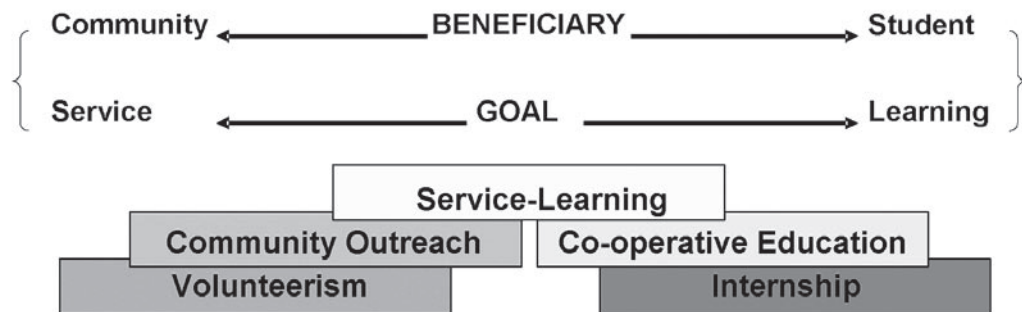 Community BENEFICIARY Student
Service GOAL Learning
Service-Learning
Community Outreach Co-operative Education
Volunteerism Internship